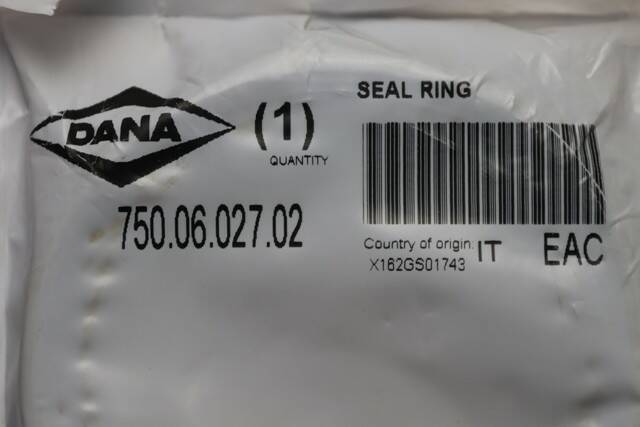 DANA
(1)
QUANTITY
750.06.027.02
SEAL RING
Country of origin: IT
EAC
X162GS01743